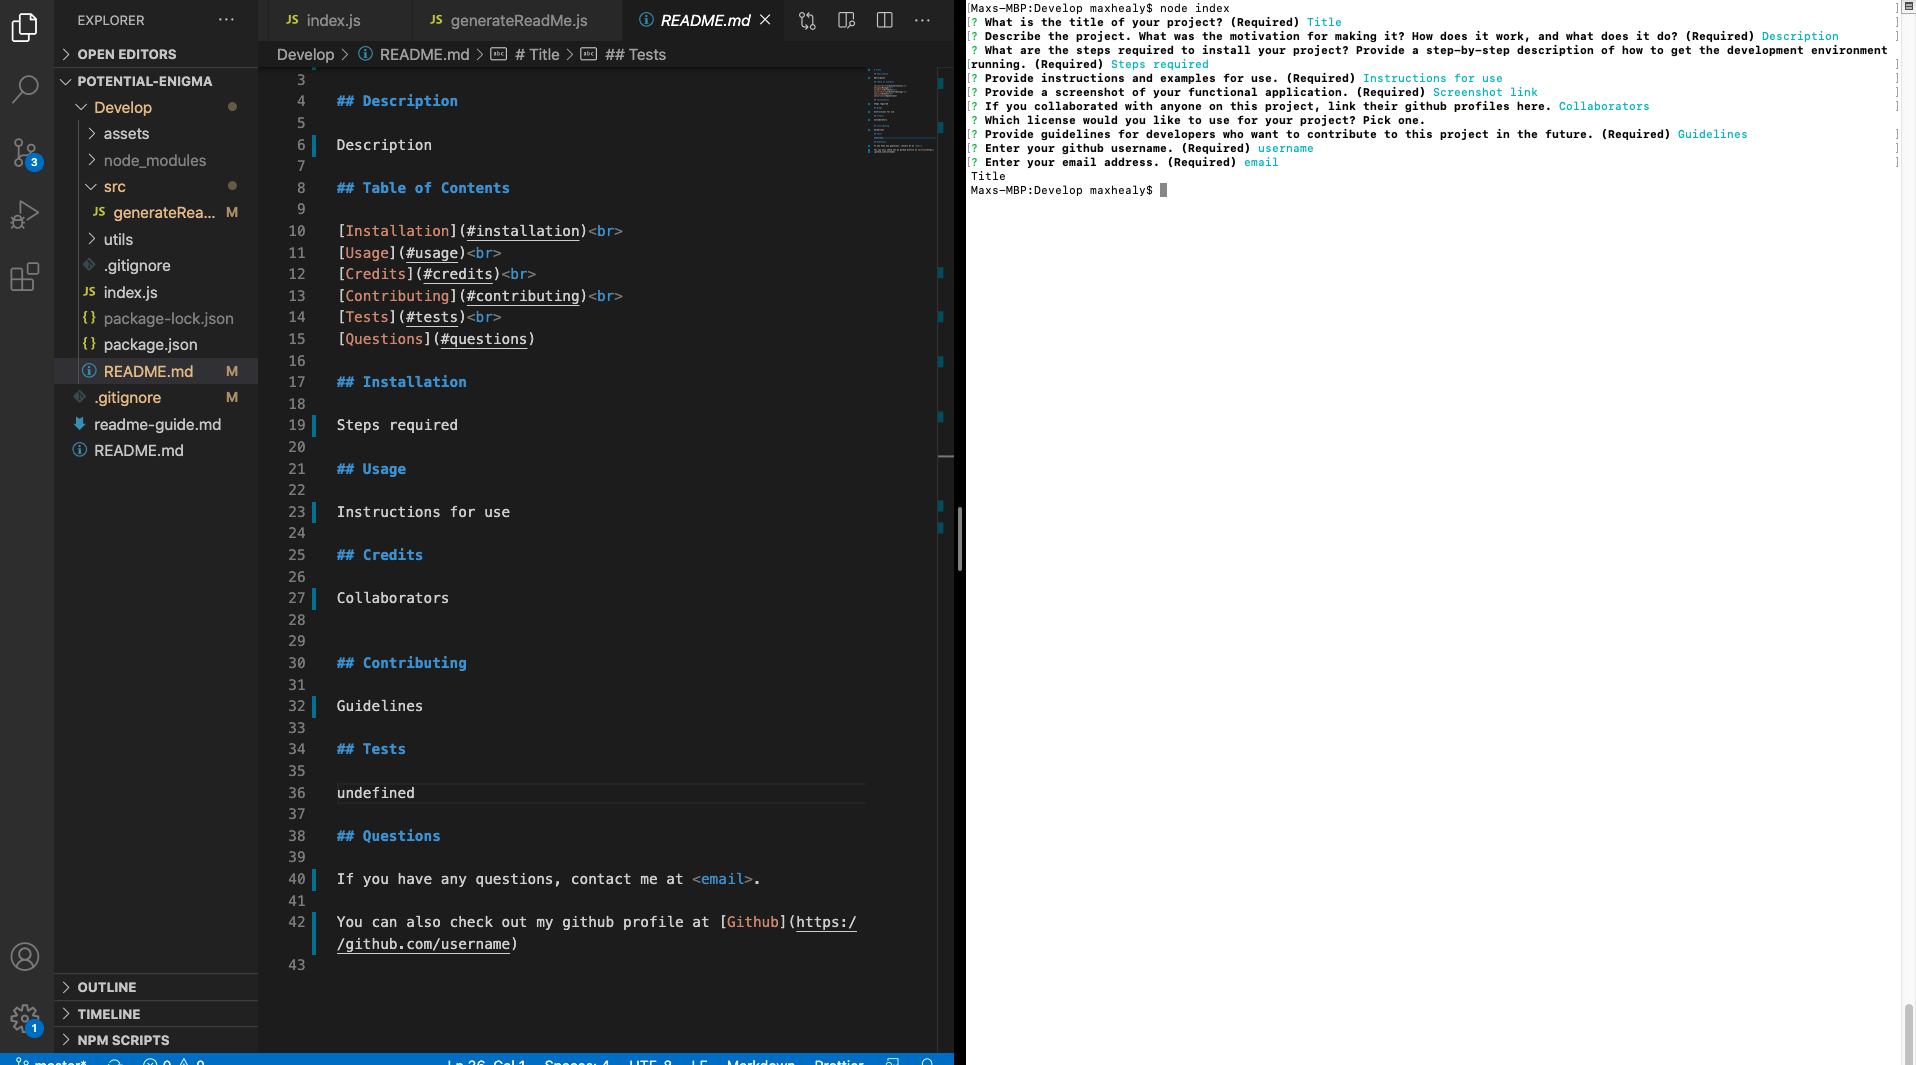 EXPLORER ...
OPEN EDITORS
POTENTIAL-ENIGMA
Develop
assets
node_modules
src
JS generateRea... M
utils
.gitignore
JS index.js
{} package-lock.json
{} package.json
README.md M
.gitignore M
readme-guide.md
README.md
3
1
OUTLINE
TIMELINE
NPM SCRIPTS
JS index.js
JS generateReadMe.js
README.md
Develop > README.md > # Title > ## Tests
3
4 ## Description
5
6 Description
7
8 ## Table of Contents
9
10 [Installation](#installation)<br>
11 [Usage](#usage)<br>
12 [Credits](#credits)<br>
13 [Contributing](#contributing)<br>
14 [Tests](#tests)<br>
15 [Questions](#questions)
16
17 ## Installation
18
19 Steps required
20
21 ## Usage
22
23 Instructions for use
24
25 ## Credits
26
27 Collaborators
28
29
30 ## Contributing
31
32 Guidelines
33
34 ## Tests
35
36 undefined
37
38 ## Questions
39
40 If you have any questions, contact me at <email>.
41
42 You can also check out my github profile at [Github](https:/
/github.com/username)
43
master* 0 0 Ln 36, Col 1 Spaces: 4 UTF-8 LF Markdown Prettier
[Maxs-MBP:Develop maxhealy$ node index ]
[? What is the title of your project? (Required) Title ]
[? Describe the project. What was the motivation for making it? How does it work, and what does it do? (Required) Description ]
? What are the steps required to install your project? Provide a step-by-step description of how to get the development environment
[running. (Required) Steps required ]
[? Provide instructions and examples for use. (Required) Instructions for use ]
[? Provide a screenshot of your functional application. (Required) Screenshot link ]
[? If you collaborated with anyone on this project, link their github profiles here. Collaborators ]
? Which license would you like to use for your project? Pick one.
[? Provide guidelines for developers who want to contribute to this project in the future. (Required) Guidelines ]
[? Enter your github username. (Required) username ]
[? Enter your email address. (Required) email ]
Title
Maxs-MBP:Develop maxhealy$